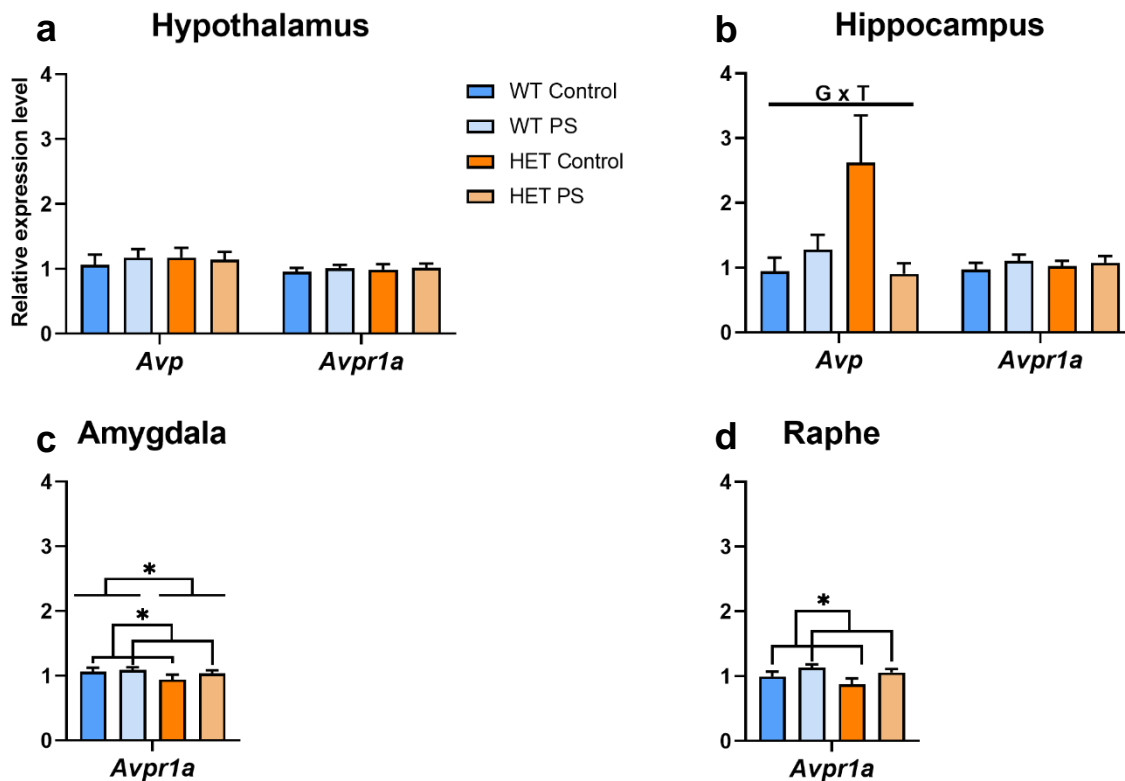 a Hypothalamus
Relative expression level
4
3
2
1
0
Avp Avpr1a
WT Control
WT PS
HET Control
HET PS
b Hippocampus
4
3
2
1
0
G x T
Avp Avpr1a
c Amygdala
4
3
2
1
0
*
*
Avpr1a
d Raphe
4
3
2
1
0
*
Avpr1a